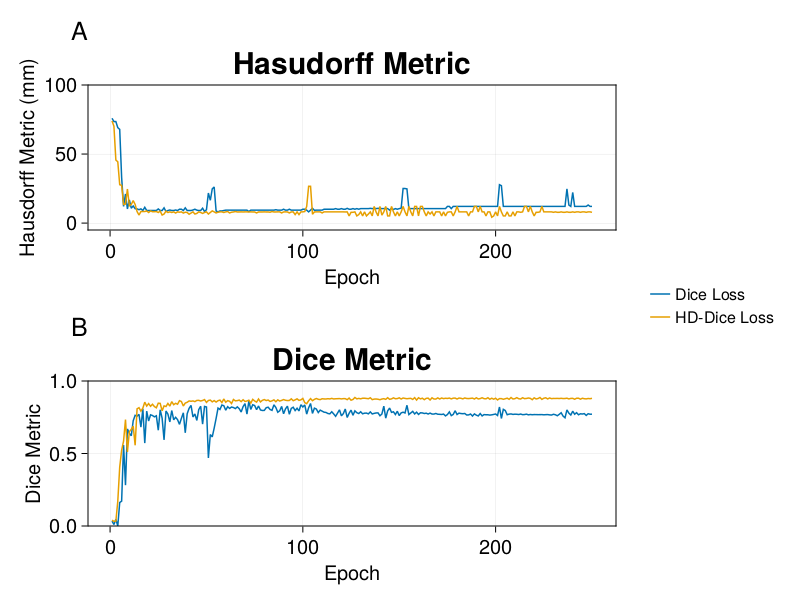 A
Hasudorff Metric
Hausdorff Metric (mm)
100
50
0
0 100 200
Epoch
Dice Loss
HD-Dice Loss
B
Dice Metric
Dice Metric
1.0
0.5
0.0
0 100 200
Epoch